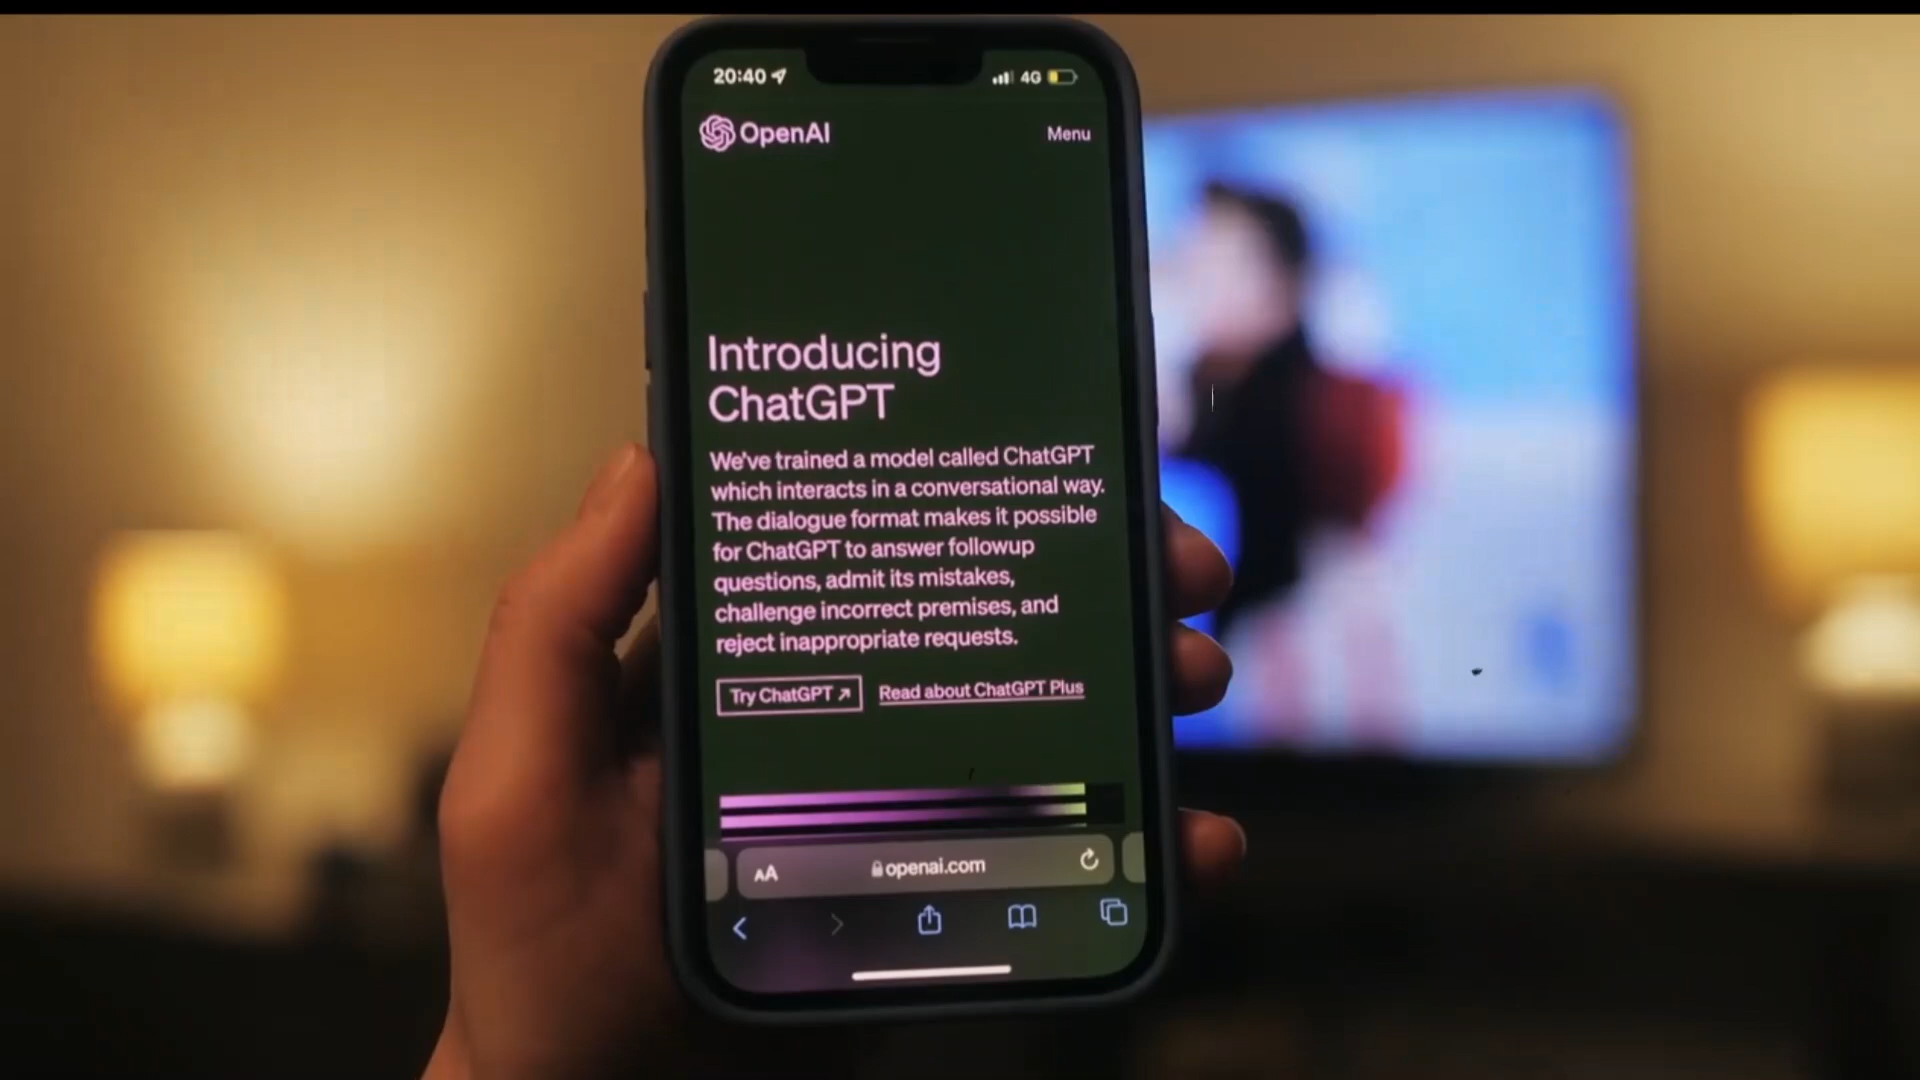 20:40
4G
OpenAI
Menu
Introducing
ChatGPT
We've trained a model called ChatGPT
which interacts in a conversational way.
The dialogue format makes it possible
for ChatGPT to answer followup
questions, admit its mistakes,
challenge incorrect premises, and
reject inappropriate requests.
Try ChatGPT ↗ Read about ChatGPT Plus
AA openai.com